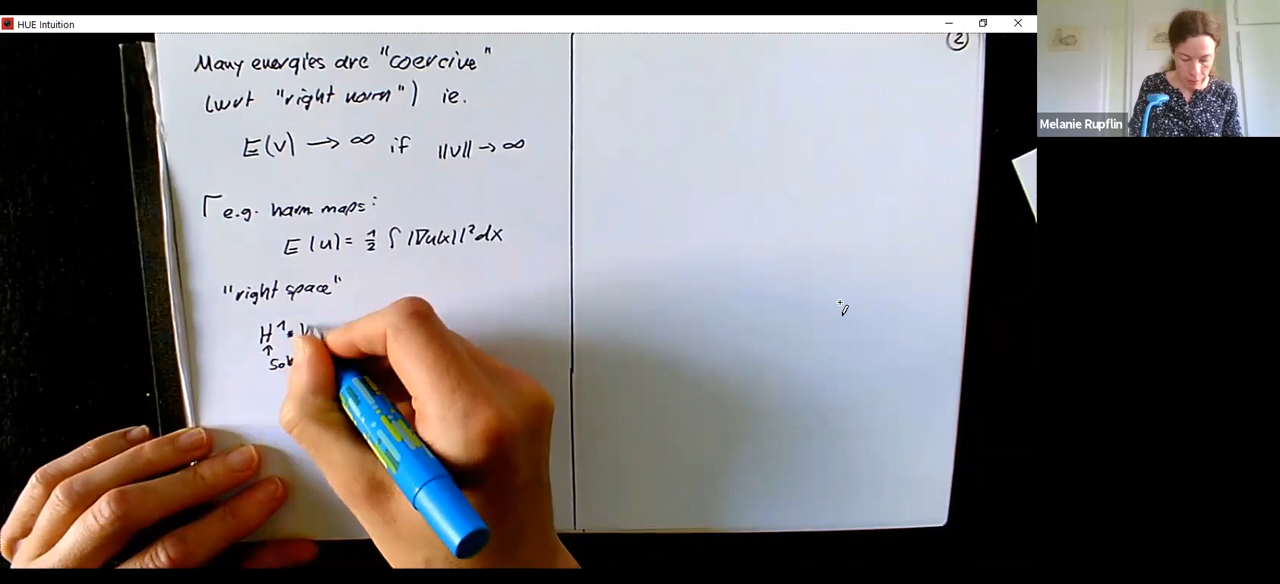 HUE Intuition
Many energies are "coercive"
(wrt "right norm") ie.
E(v) → ∞ if ||v|| → ∞
e.g. harm maps:
E(u) = 1/2 ∫ |∇u(x)|² dx
"right space"
H¹
↑
②
Melanie Rupflin